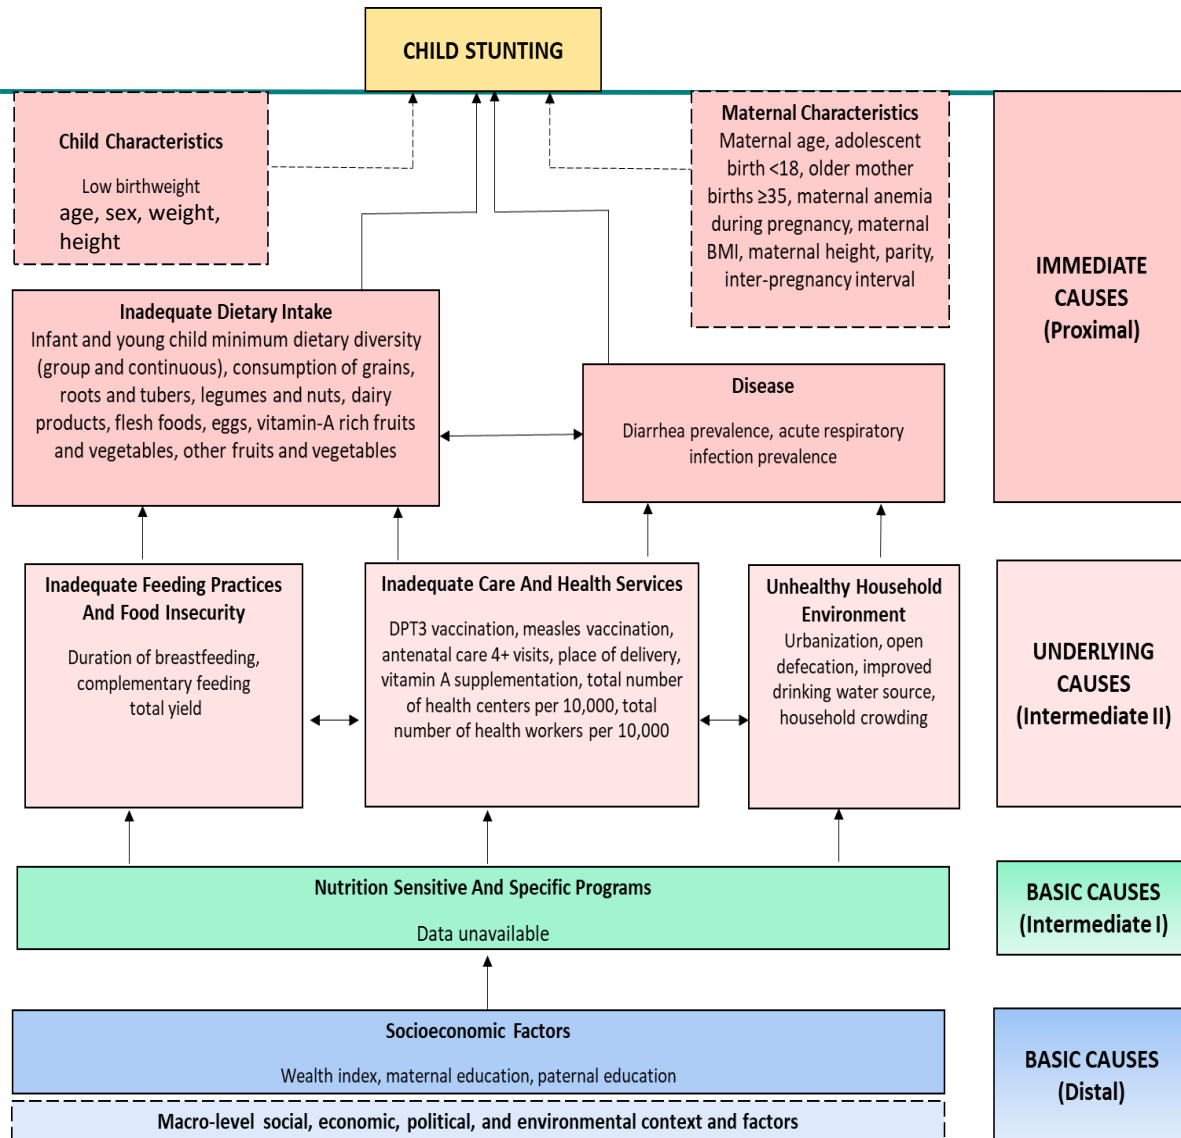 CHILD STUNTING
Child Characteristics
Low birthweight
age, sex, weight,
height
Maternal Characteristics
Maternal age, adolescent
birth <18, older mother
births ≥35, maternal anemia
during pregnancy, maternal
BMI, maternal height, parity,
inter-pregnancy interval
IMMEDIATE
CAUSES
(Proximal)
Inadequate Dietary Intake
Infant and young child minimum dietary diversity
(group and continuous), consumption of grains,
roots and tubers, legumes and nuts, dairy
products, flesh foods, eggs, vitamin-A rich fruits
and vegetables, other fruits and vegetables
Disease
Diarrhea prevalence, acute respiratory
infection prevalence
Inadequate Feeding Practices
And Food Insecurity
Duration of breastfeeding,
complementary feeding
total yield
Inadequate Care And Health Services
DPT3 vaccination, measles vaccination,
antenatal care 4+ visits, place of delivery,
vitamin A supplementation, total number
of health centers per 10,000, total
number of health workers per 10,000
Unhealthy Household
Environment
Urbanization, open
defecation, improved
drinking water source,
household crowding
UNDERLYING
CAUSES
(Intermediate II)
Nutrition Sensitive And Specific Programs
Data unavailable
BASIC CAUSES
(Intermediate I)
Socioeconomic Factors
Wealth index, maternal education, paternal education
BASIC CAUSES
(Distal)
Macro-level social, economic, political, and environmental context and factors